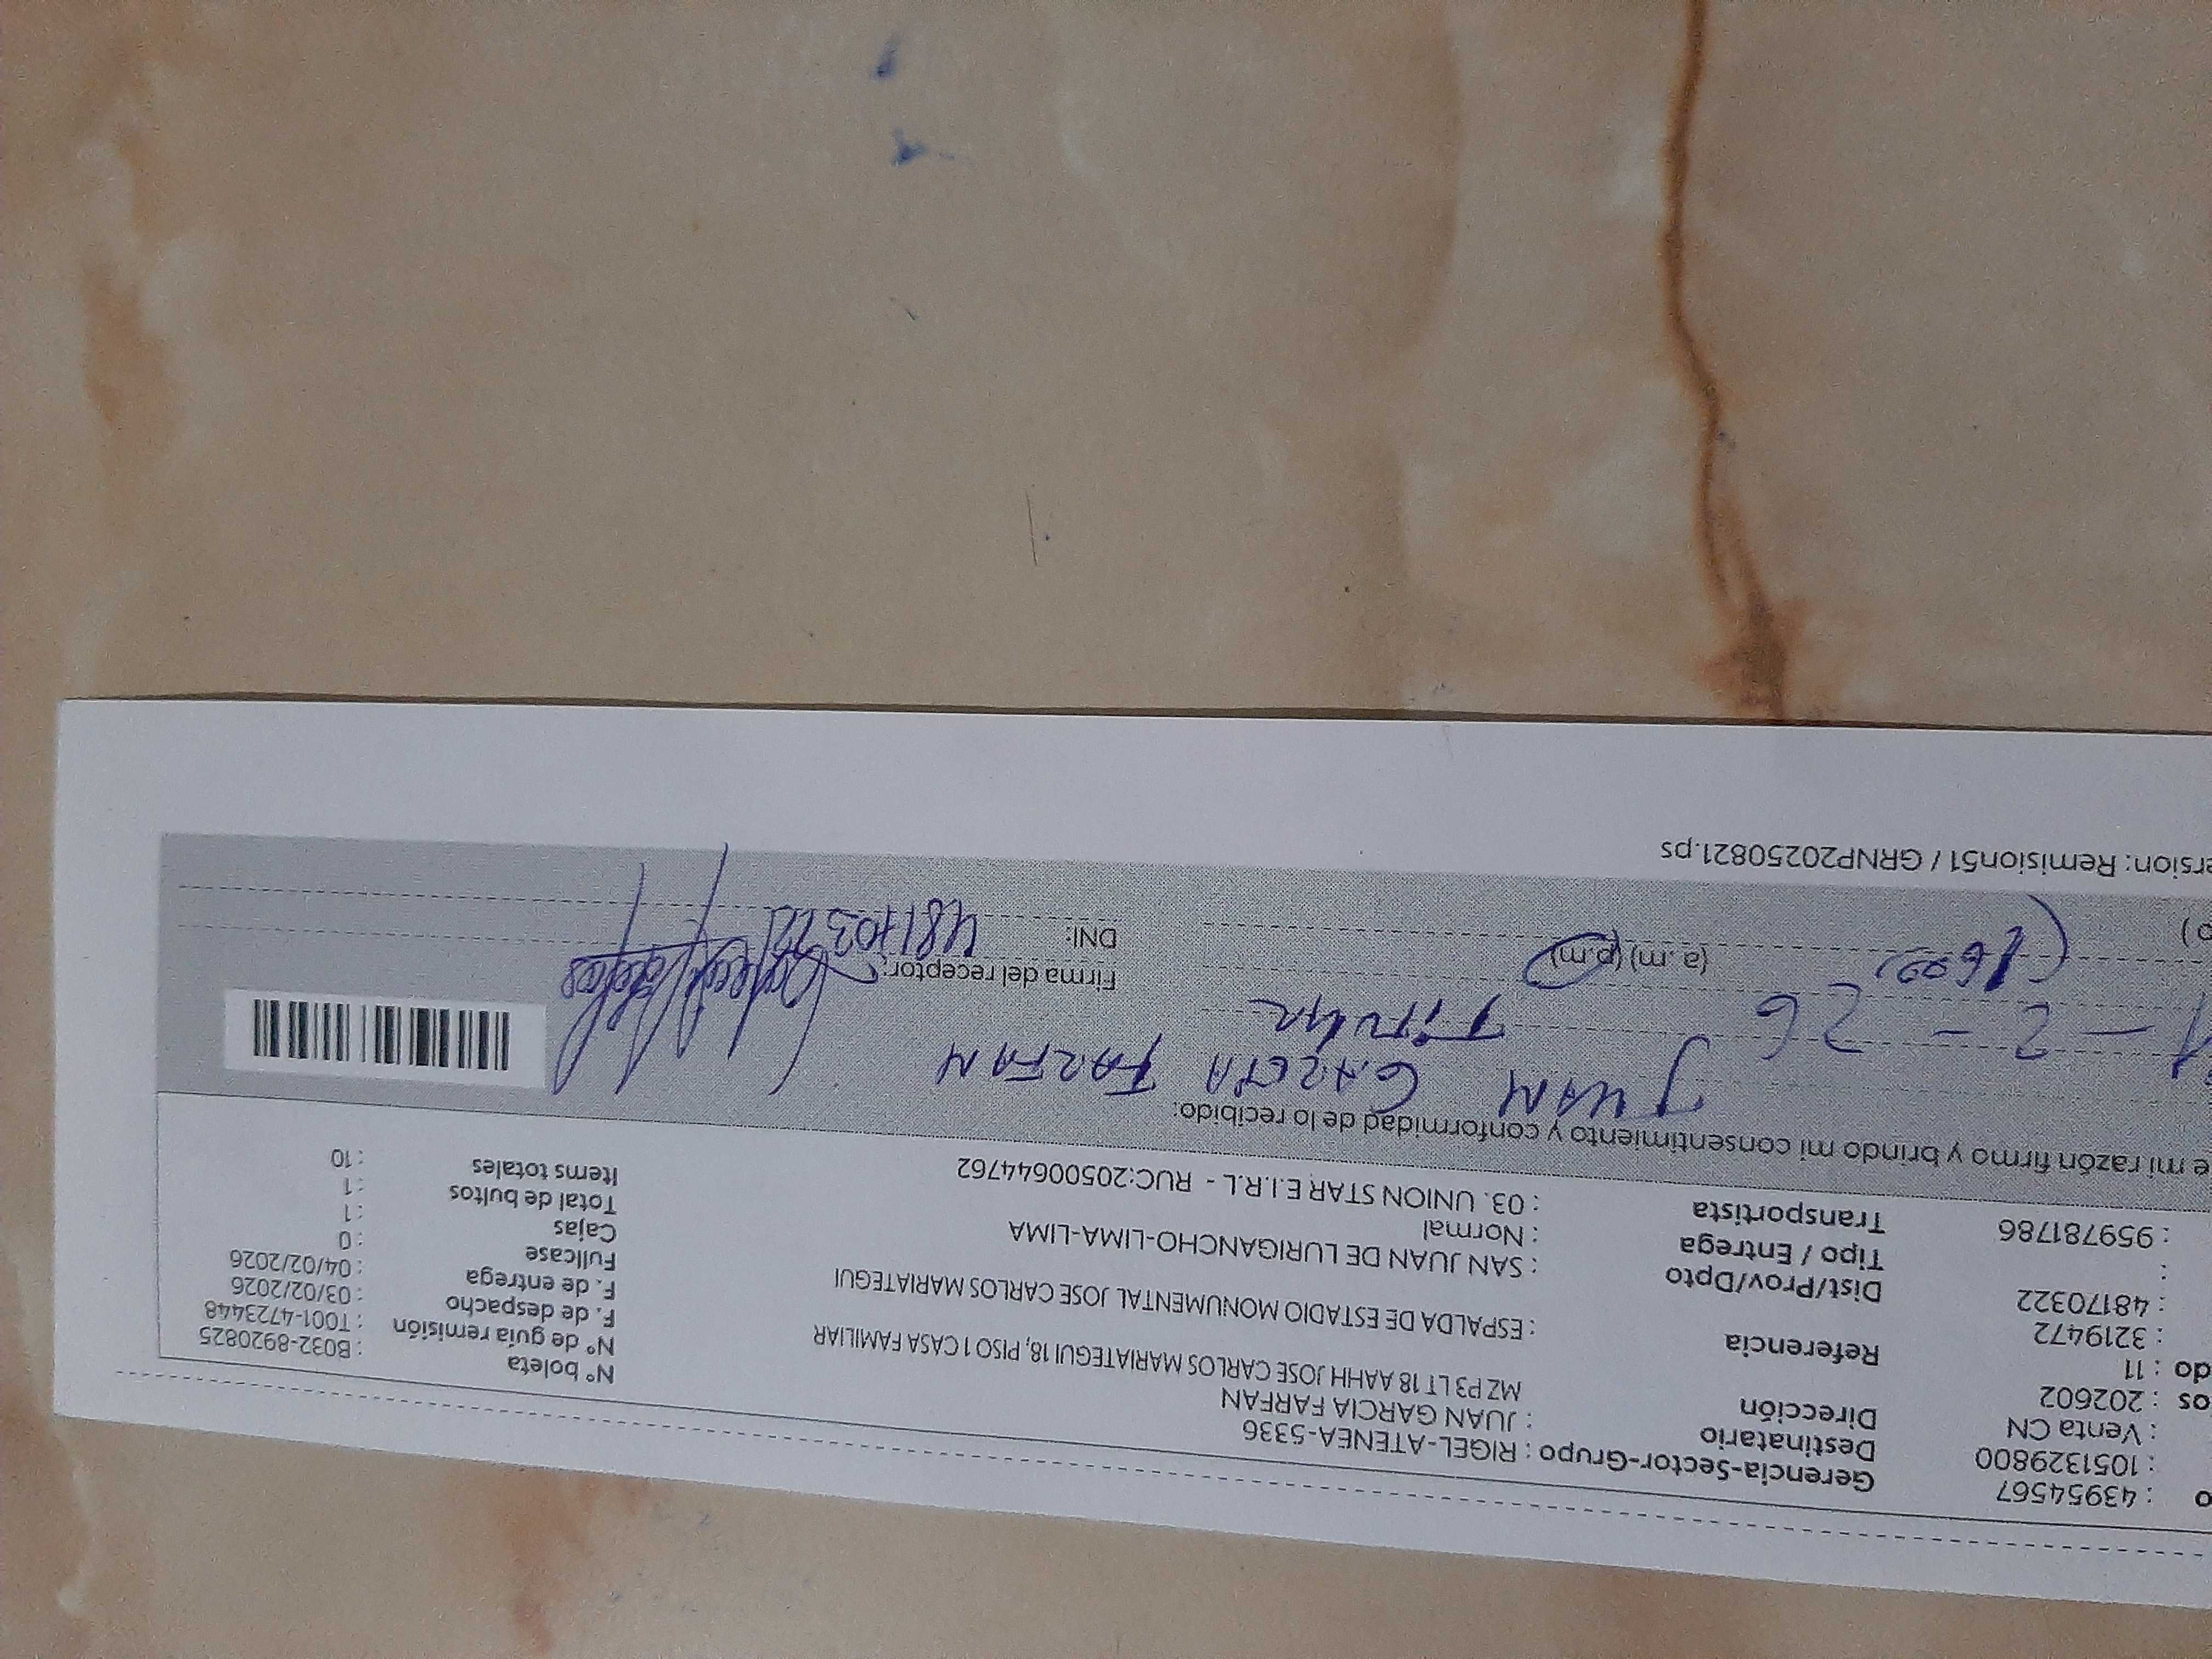 o : 43954567
: 1051329800
: Venta CN
os : 202602
do : 11
: 3219472
: 48170322
:
: 959781786
Gerencia-Sector-Grupo : RIGEL-ATENEA-5336
Destinatario : JUAN GARCIA FARFAN
Dirección MZ P3 LT 18 AAHH JOSE CARLOS MARIATEGUI 18, PISO 1 CASA FAMILIAR
Referencia : ESPALDA DE ESTADIO MONUMENTAL JOSE CARLOS MARIATEGUI
Dist/Prov/Dpto : SAN JUAN DE LURIGANCHO-LIMA-LIMA
Tipo / Entrega : Normal
Transportista : 03. UNION STAR E.I.R.L - RUC:20500644762
N° boleta : B032-8920825
N° de guía remisión : T001-4723448
F. de despacho : 03/02/2026
F. de entrega : 04/02/2026
Fullcase : 0
Cajas : 1
Total de bultos : 1
Items totales : 10
e mi razón firmo y brindo mi consentimiento y conformidad de lo recibido:
JUAN GARCIA FARFAN
Titular
- 2 - 26
(a.m) (p.m)
Firma del receptor:
DNI:
ersion: Remision51 / GRNP20250821.ps